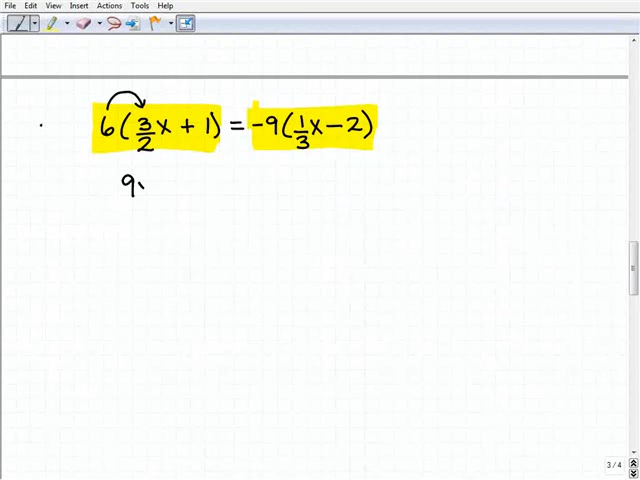 File Edit View Insert Actions Tools Help
6(3/2x + 1) = -9(1/3x - 2)
9
3 / 4